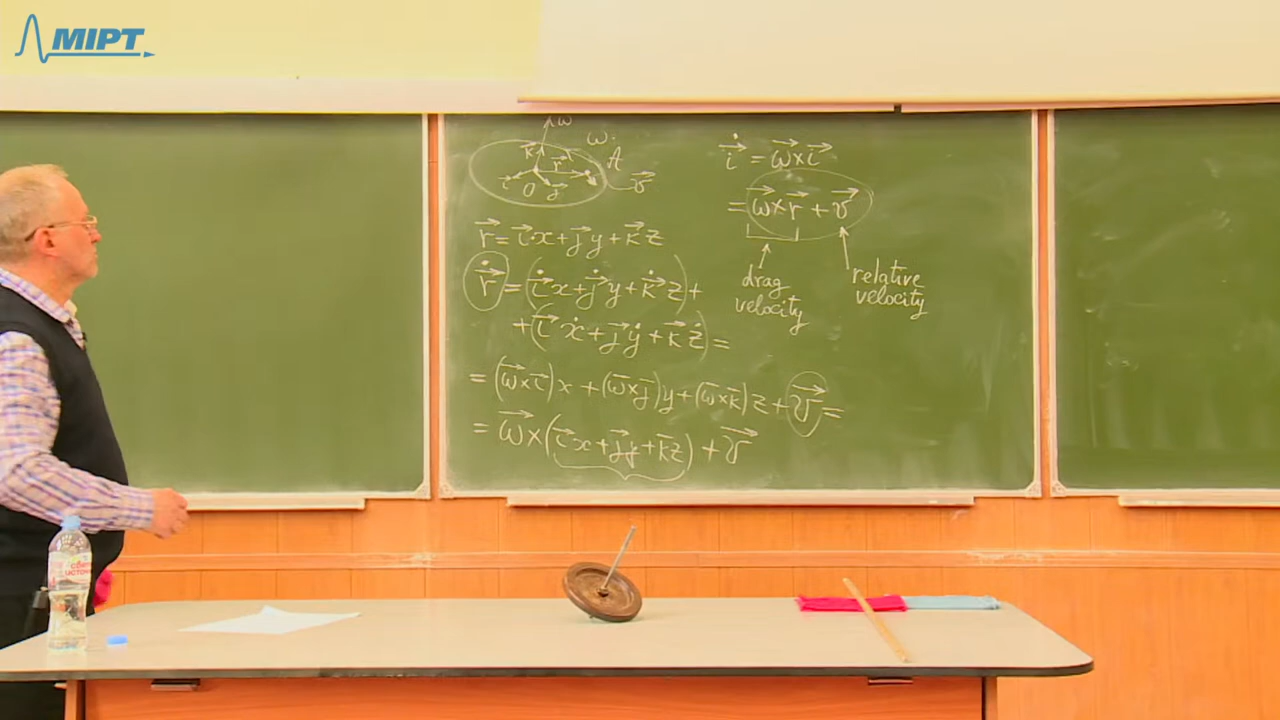 MIPT
ω
ω
k⃗ r⃗ A
i⃗ O j⃗ v⃗
r⃗ = i⃗·x + j⃗y + k⃗z
r⃗̇ = (i⃗̇x + j⃗̇y + k⃗̇z) +
+ (i⃗ẋ + j⃗ẏ + k⃗ż) =
= (ω⃗×i⃗)x + (ω⃗×j⃗)y + (ω⃗×k⃗)z + v⃗ =
= ω⃗×(i⃗x + j⃗y + k⃗z) + v⃗
i⃗̇ = ω⃗×i⃗
= ω⃗×r⃗ + v⃗
drag
velocity
relative
velocity